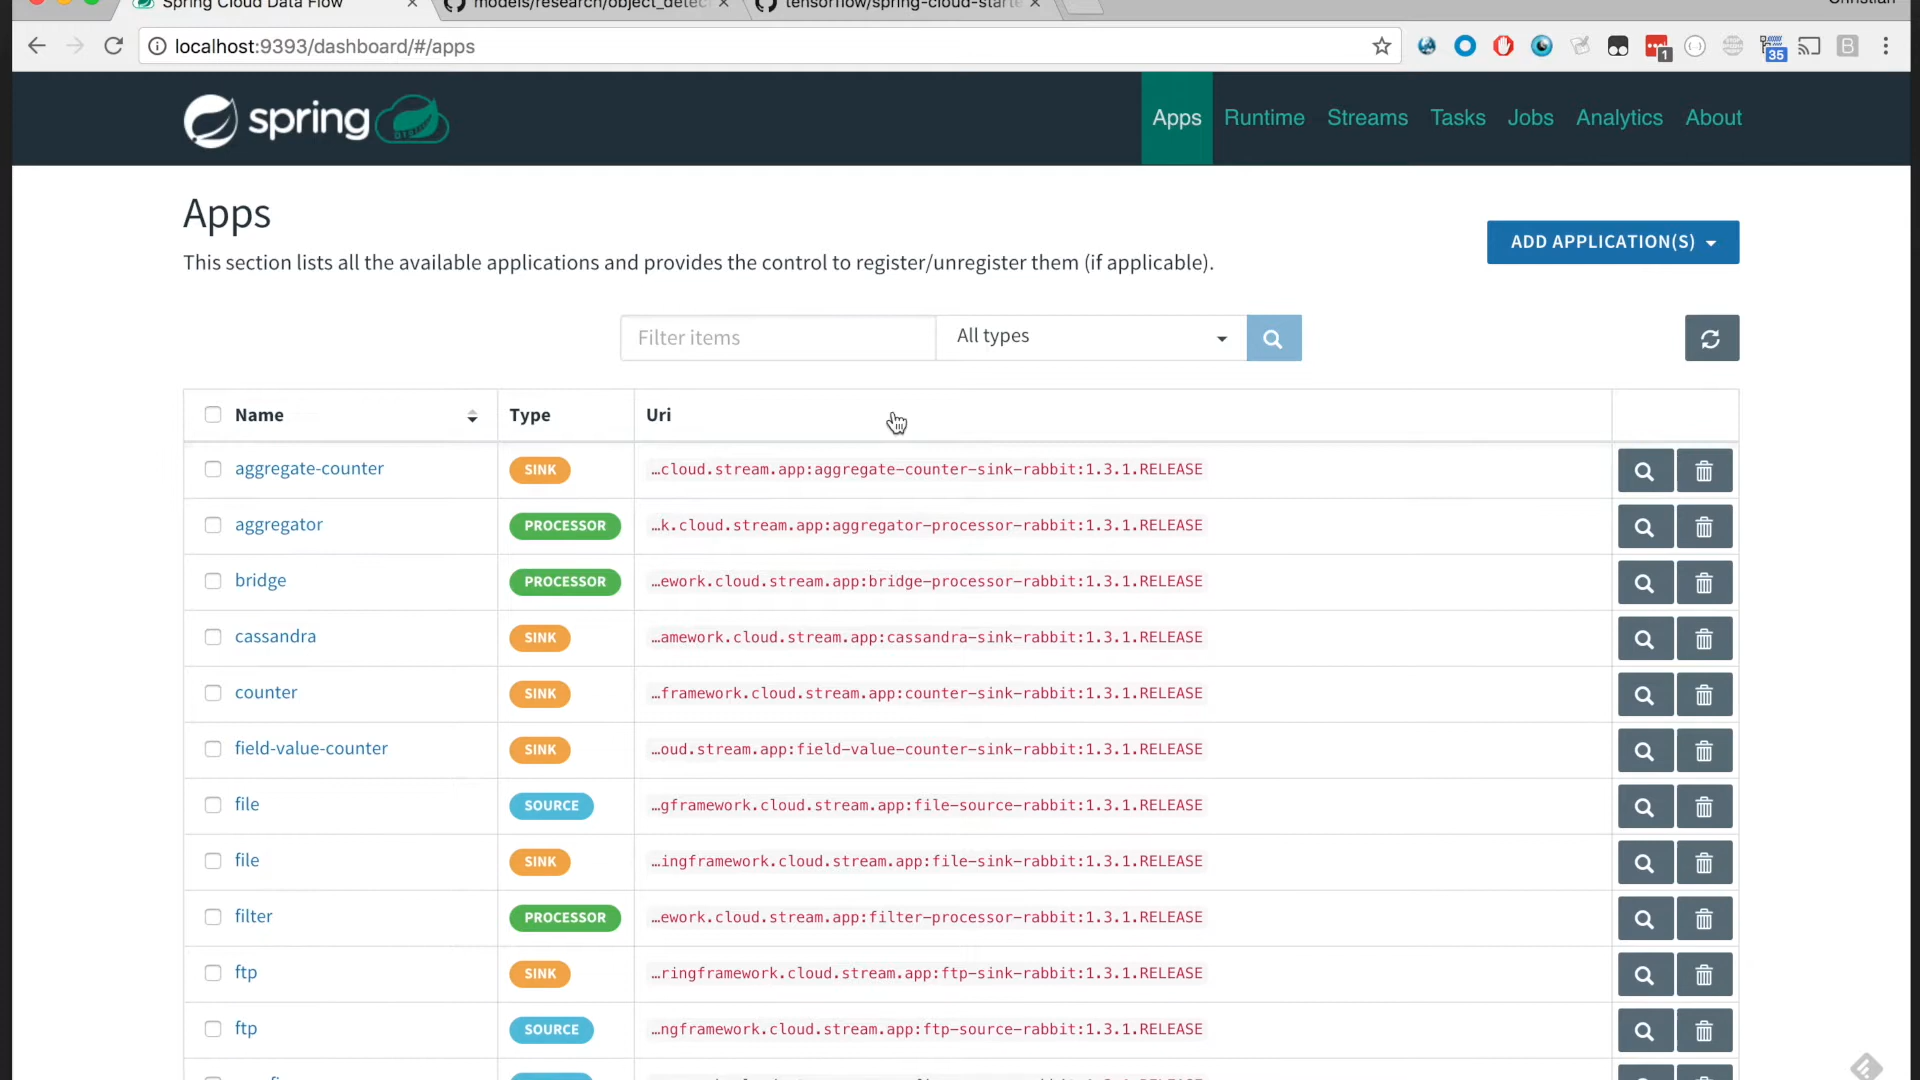 Spring Cloud Data Flow
models/research/object_detec
tensorflow/spring-cloud-starte
Christian
localhost:9393/dashboard/#/apps
1
35
B
spring
Apps
Runtime
Streams
Tasks
Jobs
Analytics
About
Apps
This section lists all the available applications and provides the control to register/unregister them (if applicable).
ADD APPLICATION(S)
Filter items
All types
Name Type Uri
aggregate-counter SINK …cloud.stream.app:aggregate-counter-sink-rabbit:1.3.1.RELEASE
aggregator PROCESSOR …k.cloud.stream.app:aggregator-processor-rabbit:1.3.1.RELEASE
bridge PROCESSOR …ework.cloud.stream.app:bridge-processor-rabbit:1.3.1.RELEASE
cassandra SINK …amework.cloud.stream.app:cassandra-sink-rabbit:1.3.1.RELEASE
counter SINK …framework.cloud.stream.app:counter-sink-rabbit:1.3.1.RELEASE
field-value-counter SINK …oud.stream.app:field-value-counter-sink-rabbit:1.3.1.RELEASE
file SOURCE …gframework.cloud.stream.app:file-source-rabbit:1.3.1.RELEASE
file SINK …ingframework.cloud.stream.app:file-sink-rabbit:1.3.1.RELEASE
filter PROCESSOR …ework.cloud.stream.app:filter-processor-rabbit:1.3.1.RELEASE
ftp SINK …ringframework.cloud.stream.app:ftp-sink-rabbit:1.3.1.RELEASE
ftp SOURCE …ngframework.cloud.stream.app:ftp-source-rabbit:1.3.1.RELEASE